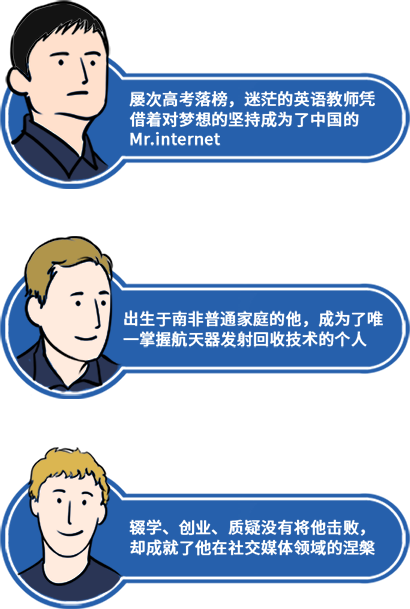 屡次高考落榜，迷茫的英语教师凭
借着对梦想的坚持成为了中国的
Mr.internet
出生于南非普通家庭的他，成为了唯
一掌握航天器发射回收技术的个人
辍学、创业、质疑没有将他击败，
却成就了他在社交媒体领域的涅槃